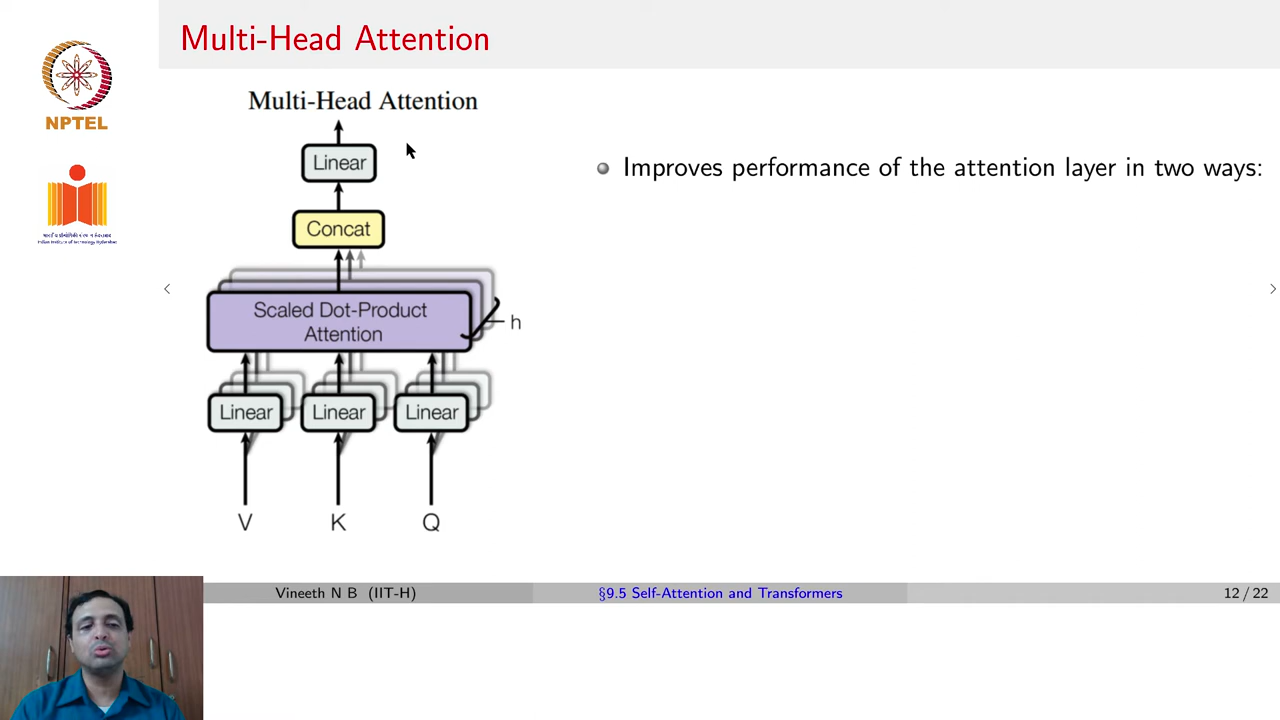 Multi-Head Attention
NPTEL
Multi-Head Attention
Linear
Concat
Scaled Dot-Product
Attention
h
Linear Linear Linear
V K Q
Improves performance of the attention layer in two ways:
Vineeth N B (IIT-H) §9.5 Self-Attention and Transformers 12 / 22